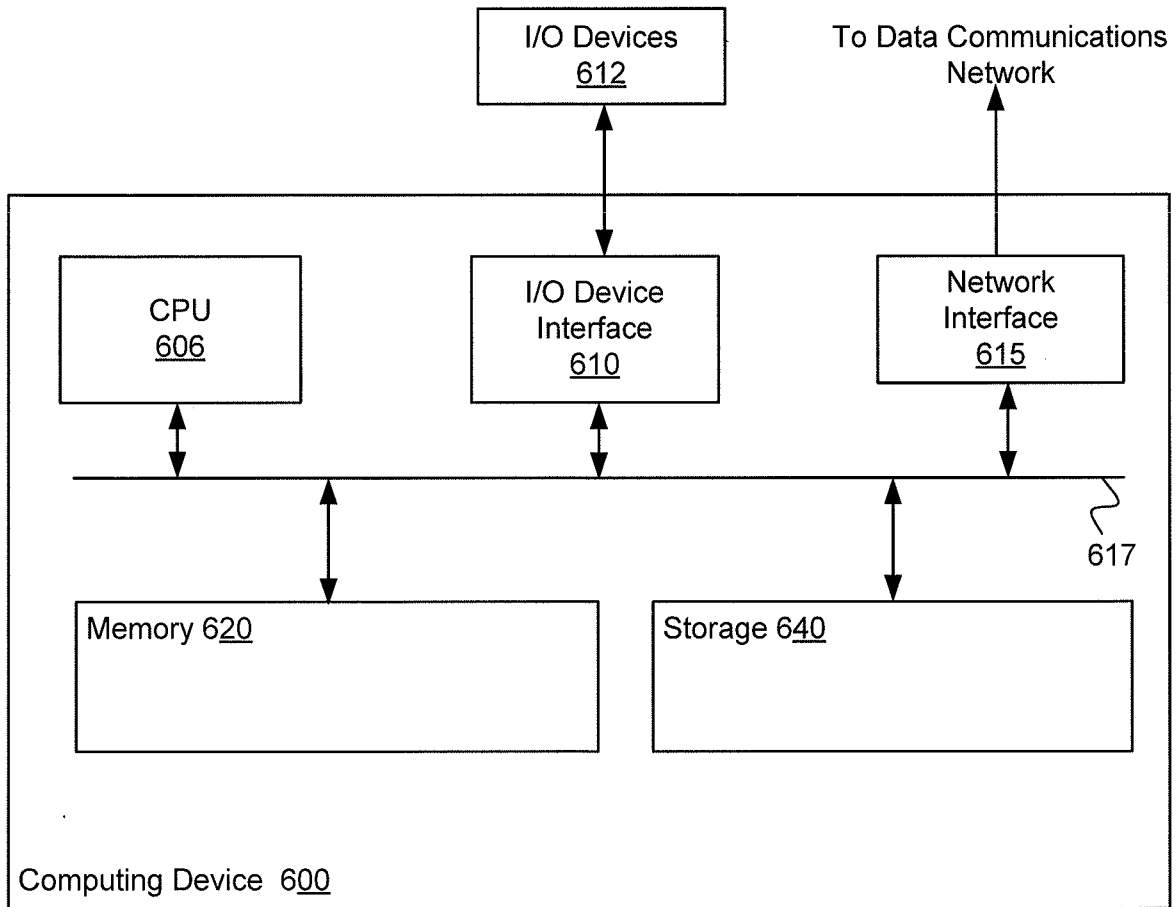 I/O Devices
612
To Data Communications
Network
CPU
606
I/O Device
Interface
610
Network
Interface
615
617
Memory 620
Storage 640
Computing Device 600